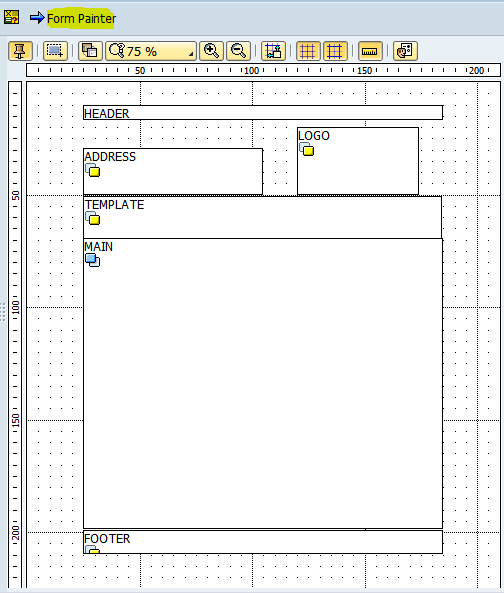 Form Painter
75 %
50 100 150 200
HEADER
LOGO
ADDRESS
50
TEMPLATE
MAIN
100
150
200
FOOTER